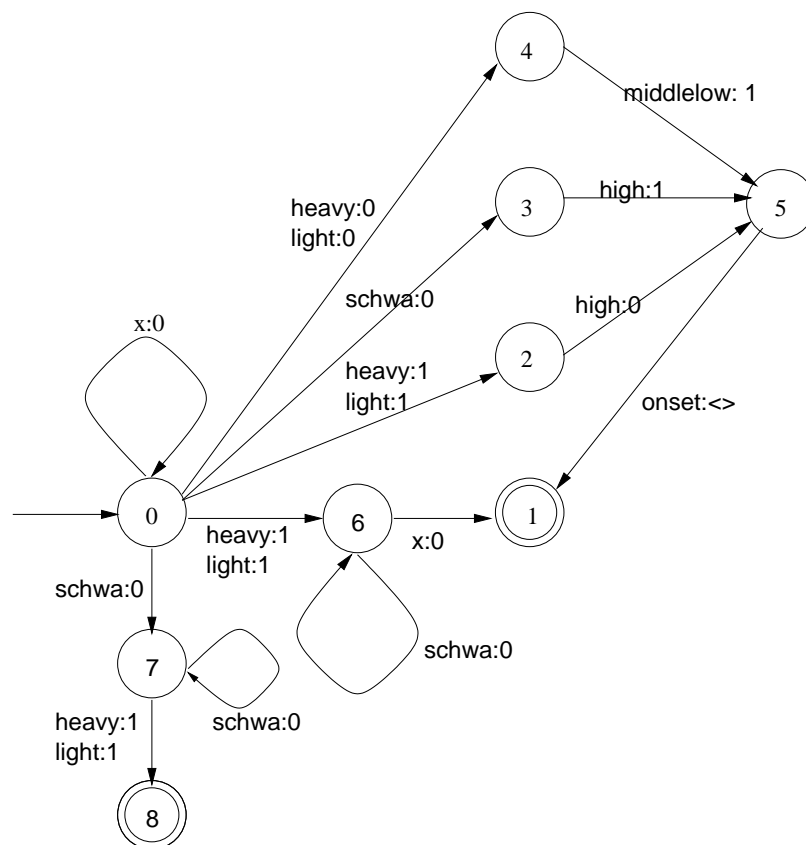 4
middlelow: 1
heavy:0
light:0
3
high:1
5
schwa:0
high:0
x:0
2
heavy:1
light:1
onset:<>
0
6
1
heavy:1
light:1
x:0
schwa:0
schwa:0
7
schwa:0
heavy:1
light:1
8